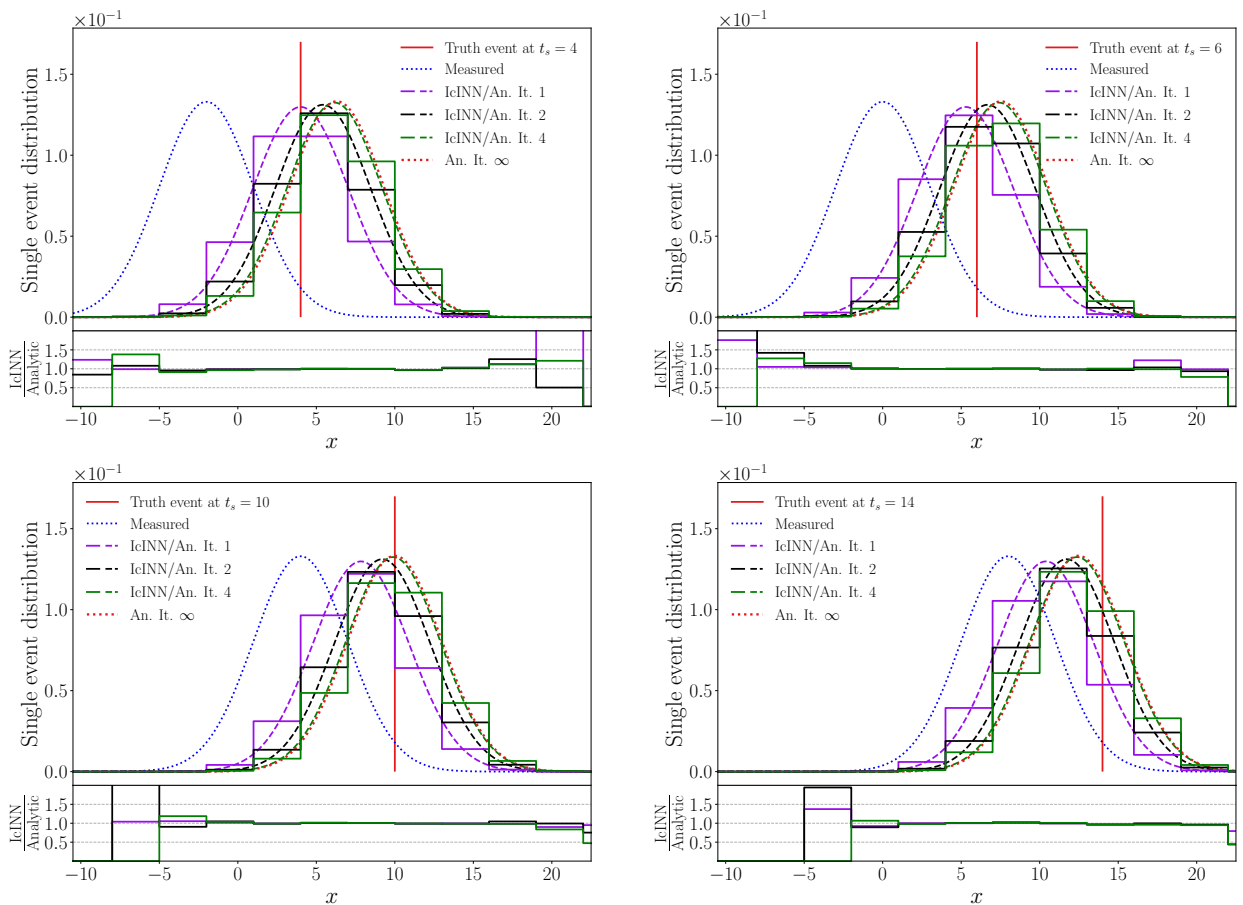 ×10⁻¹
Single event distribution
1.5
1.0
0.5
0.0
Truth event at tₛ = 4
Measured
IcINN/An. It. 1
IcINN/An. It. 2
IcINN/An. It. 4
An. It. ∞
IcINN
Analytic
1.5
1.0
0.5
−10 −5 0 5 10 15 20
x
×10⁻¹
Single event distribution
1.5
1.0
0.5
0.0
Truth event at tₛ = 6
Measured
IcINN/An. It. 1
IcINN/An. It. 2
IcINN/An. It. 4
An. It. ∞
IcINN
Analytic
1.5
1.0
0.5
−10 −5 0 5 10 15 20
x
×10⁻¹
Single event distribution
1.5
1.0
0.5
0.0
Truth event at tₛ = 10
Measured
IcINN/An. It. 1
IcINN/An. It. 2
IcINN/An. It. 4
An. It. ∞
IcINN
Analytic
1.5
1.0
0.5
−10 −5 0 5 10 15 20
x
×10⁻¹
Single event distribution
1.5
1.0
0.5
0.0
Truth event at tₛ = 14
Measured
IcINN/An. It. 1
IcINN/An. It. 2
IcINN/An. It. 4
An. It. ∞
IcINN
Analytic
1.5
1.0
0.5
−10 −5 0 5 10 15 20
x